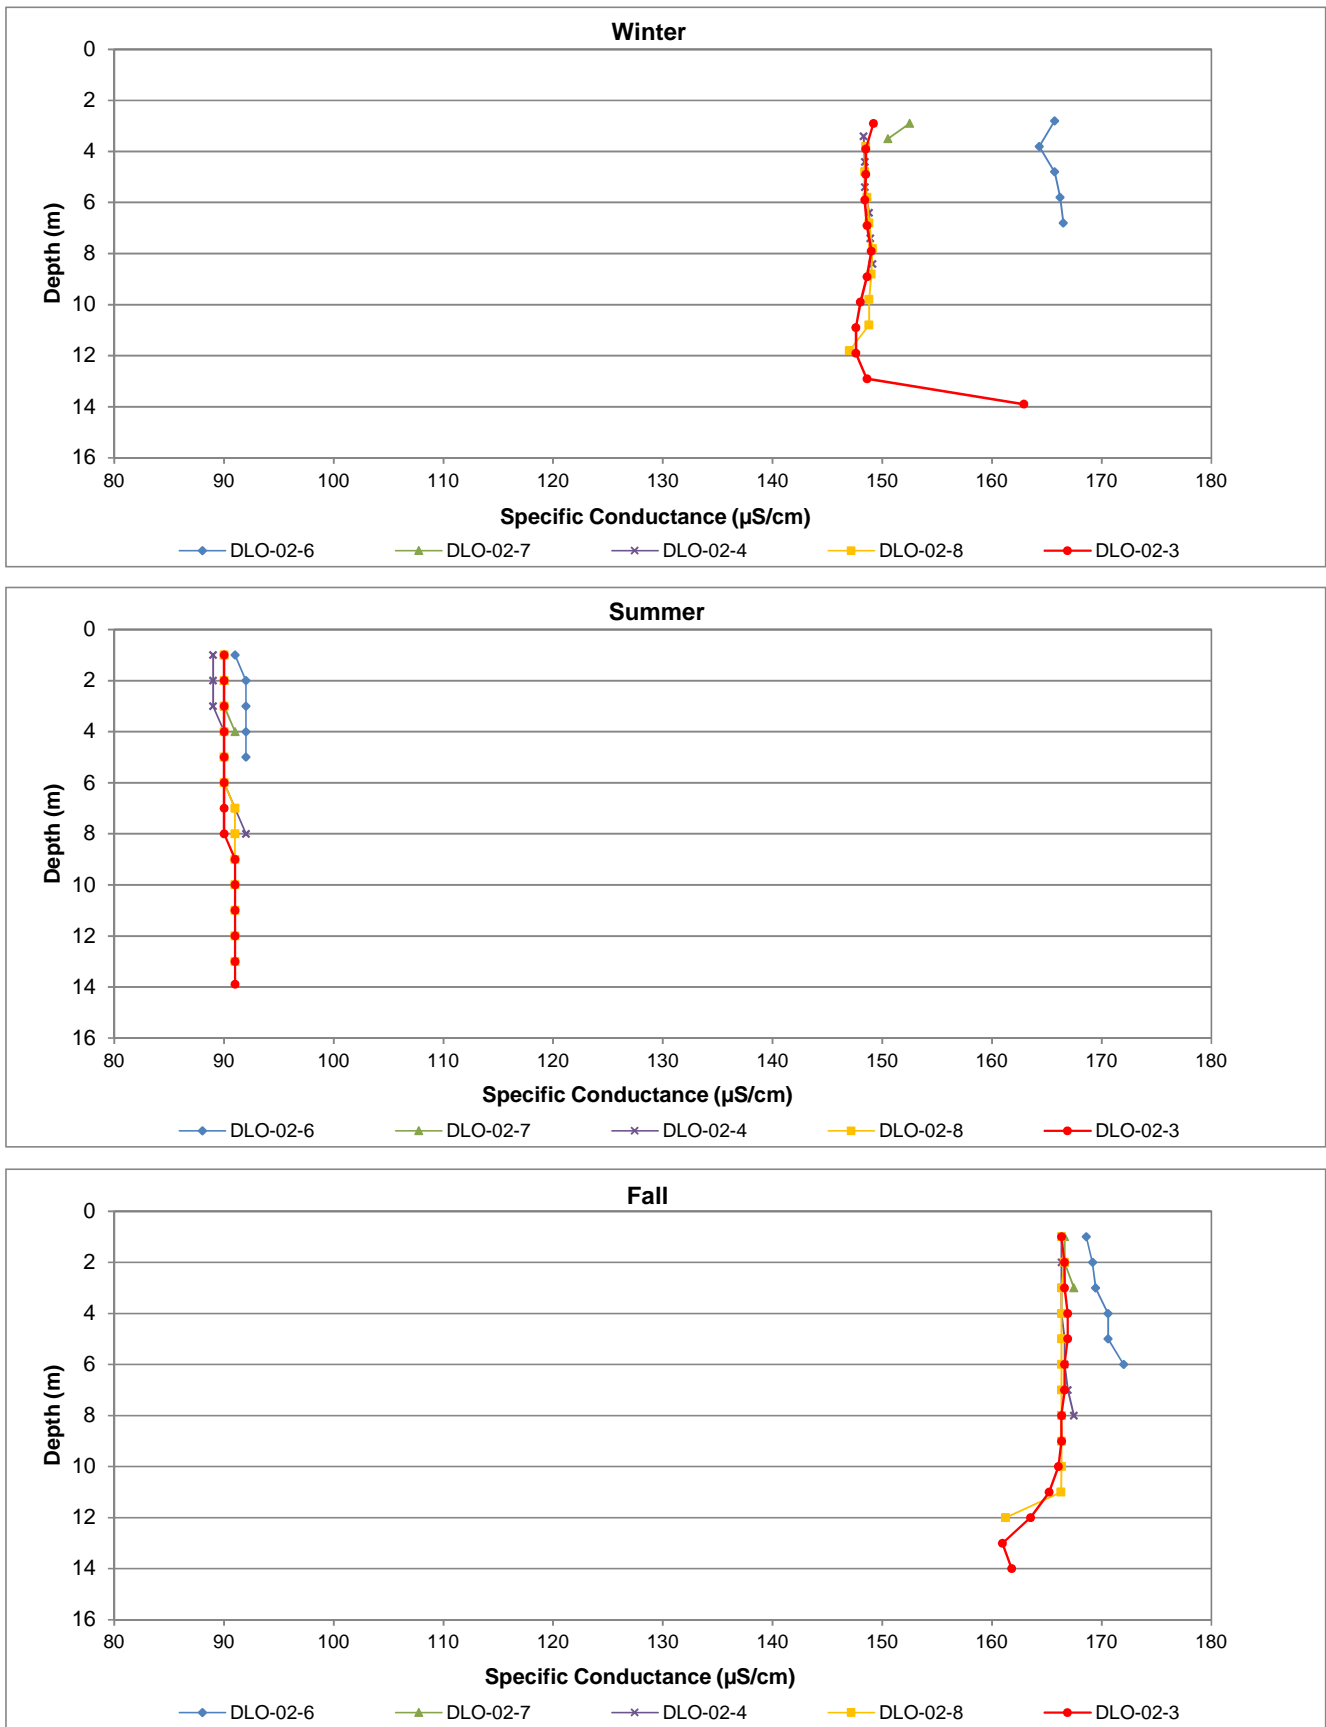 Winter
0
2
4
6
8
10
12
14
16
Depth (m)
80 90 100 110 120 130 140 150 160 170 180
Specific Conductance (µS/cm)
DLO-02-6 DLO-02-7 DLO-02-4 DLO-02-8 DLO-02-3
Summer
0
2
4
6
8
10
12
14
16
Depth (m)
80 90 100 110 120 130 140 150 160 170 180
Specific Conductance (µS/cm)
DLO-02-6 DLO-02-7 DLO-02-4 DLO-02-8 DLO-02-3
Fall
0
2
4
6
8
10
12
14
16
Depth (m)
80 90 100 110 120 130 140 150 160 170 180
Specific Conductance (µS/cm)
DLO-02-6 DLO-02-7 DLO-02-4 DLO-02-8 DLO-02-3